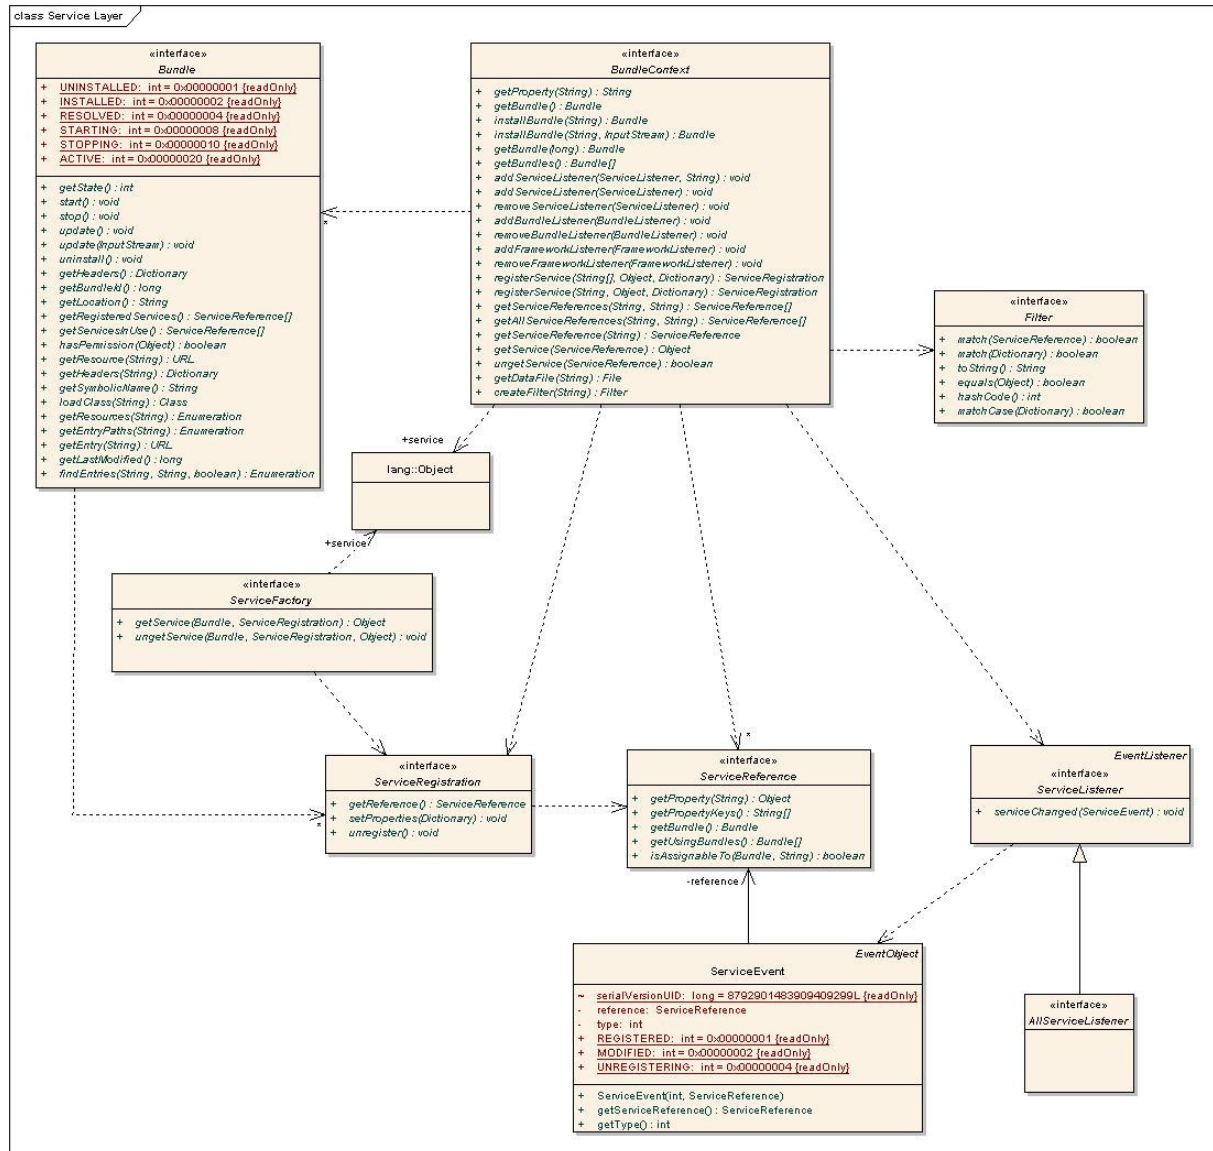 class Service Layer
«interface»
Bundle
+ UNINSTALLED: int = 0x00000001 {readOnly}
+ INSTALLED: int = 0x00000002 {readOnly}
+ RESOLVED: int = 0x00000004 {readOnly}
+ STARTING: int = 0x00000008 {readOnly}
+ STOPPING: int = 0x00000010 {readOnly}
+ ACTIVE: int = 0x00000020 {readOnly}
+ getState() : int
+ start() : void
+ stop() : void
+ update() : void
+ update(InputStream) : void
+ uninstall() : void
+ getHeaders() : Dictionary
+ getBundleId() : long
+ getLocation() : String
+ getRegisteredServices() : ServiceReference[]
+ getServicesInUse() : ServiceReference[]
+ hasPermission(Object) : boolean
+ getResource(String) : URL
+ getHeaders(String) : Dictionary
+ getSymbolicName() : String
+ loadClass(String) : Class
+ getResources(String) : Enumeration
+ getEntryPaths(String) : Enumeration
+ getEntry(String) : URL
+ getLastModified() : long
+ findEntries(String, String, boolean) : Enumeration
«interface»
BundleContext
+ getProperty(String) : String
+ getBundle() : Bundle
+ installBundle(String) : Bundle
+ installBundle(String, InputStream) : Bundle
+ getBundle(long) : Bundle
+ getBundles() : Bundle[]
+ addServiceListener(ServiceListener, String) : void
+ addServiceListener(ServiceListener) : void
+ removeServiceListener(ServiceListener) : void
+ addBundleListener(BundleListener) : void
+ removeBundleListener(BundleListener) : void
+ addFrameworkListener(FrameworkListener) : void
+ removeFrameworkListener(FrameworkListener) : void
+ registerService(String[], Object, Dictionary) : ServiceRegistration
+ registerService(String, Object, Dictionary) : ServiceRegistration
+ getServiceReferences(String, String) : ServiceReference[]
+ getAllServiceReferences(String, String) : ServiceReference[]
+ getServiceReference(String) : ServiceReference
+ getService(ServiceReference) : Object
+ ungetService(ServiceReference) : boolean
+ getDataFile(String) : File
+ createFilter(String) : Filter
*
«interface»
Filter
+ match(ServiceReference) : boolean
+ match(Dictionary) : boolean
+ toString() : String
+ equals(Object) : boolean
+ hashCode() : int
+ matchCase(Dictionary) : boolean
+service
lang::Object
+service
«interface»
ServiceFactory
+ getService(Bundle, ServiceRegistration) : Object
+ ungetService(Bundle, ServiceRegistration, Object) : void
«interface»
ServiceRegistration
+ getReference() : ServiceReference
+ setProperties(Dictionary) : void
+ unregister() : void
*
*
«interface»
ServiceReference
+ getProperty(String) : Object
+ getPropertyKeys() : String[]
+ getBundle() : Bundle
+ getUsingBundles() : Bundle[]
+ isAssignableTo(Bundle, String) : boolean
EventListener
«interface»
ServiceListener
+ serviceChanged(ServiceEvent) : void
-reference
EventObject
ServiceEvent
~ serialVersionUID: long = 8792901483909409299L {readOnly}
- reference: ServiceReference
- type: int
+ REGISTERED: int = 0x00000001 {readOnly}
+ MODIFIED: int = 0x00000002 {readOnly}
+ UNREGISTERING: int = 0x00000004 {readOnly}
+ ServiceEvent(int, ServiceReference)
+ getServiceReference() : ServiceReference
+ getType() : int
«interface»
AllServiceListener